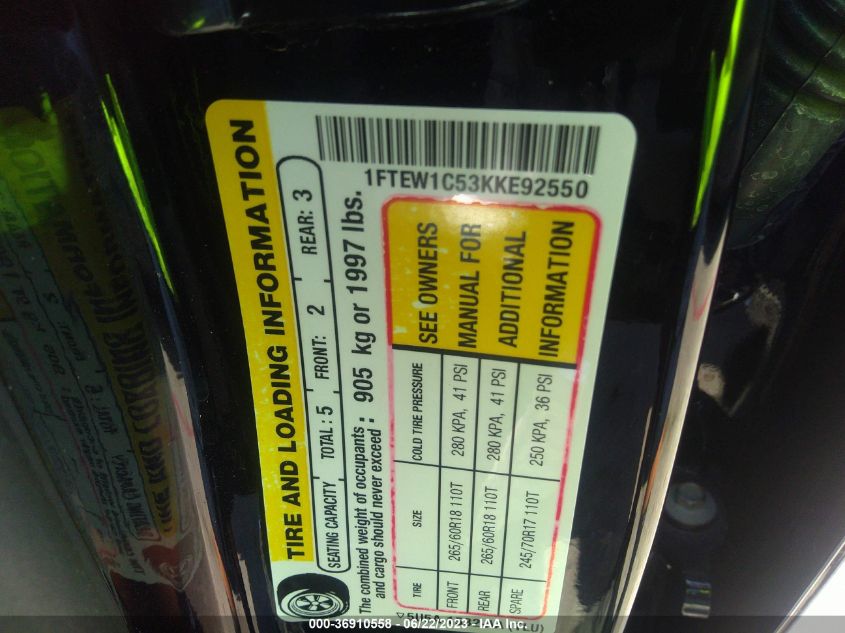 TIRE AND LOADING INFORMATION
SEATING CAPACITY TOTAL : 5 FRONT: 2 REAR: 3
The combined weight of occupants and cargo should never exceed : 905 kg or 1997 lbs.
TIRE SIZE COLD TIRE PRESSURE
FRONT 265/60R18 110T 280 KPA, 41 PSI
REAR 265/60R18 110T 280 KPA, 41 PSI
SPARE 245/70R17 110T 250 KPA, 36 PSI
SEE OWNERS
MANUAL FOR
ADDITIONAL
INFORMATION
1FTEW1C53KKE92550
000-36910558 - 06/22/2023 - IAA Inc.